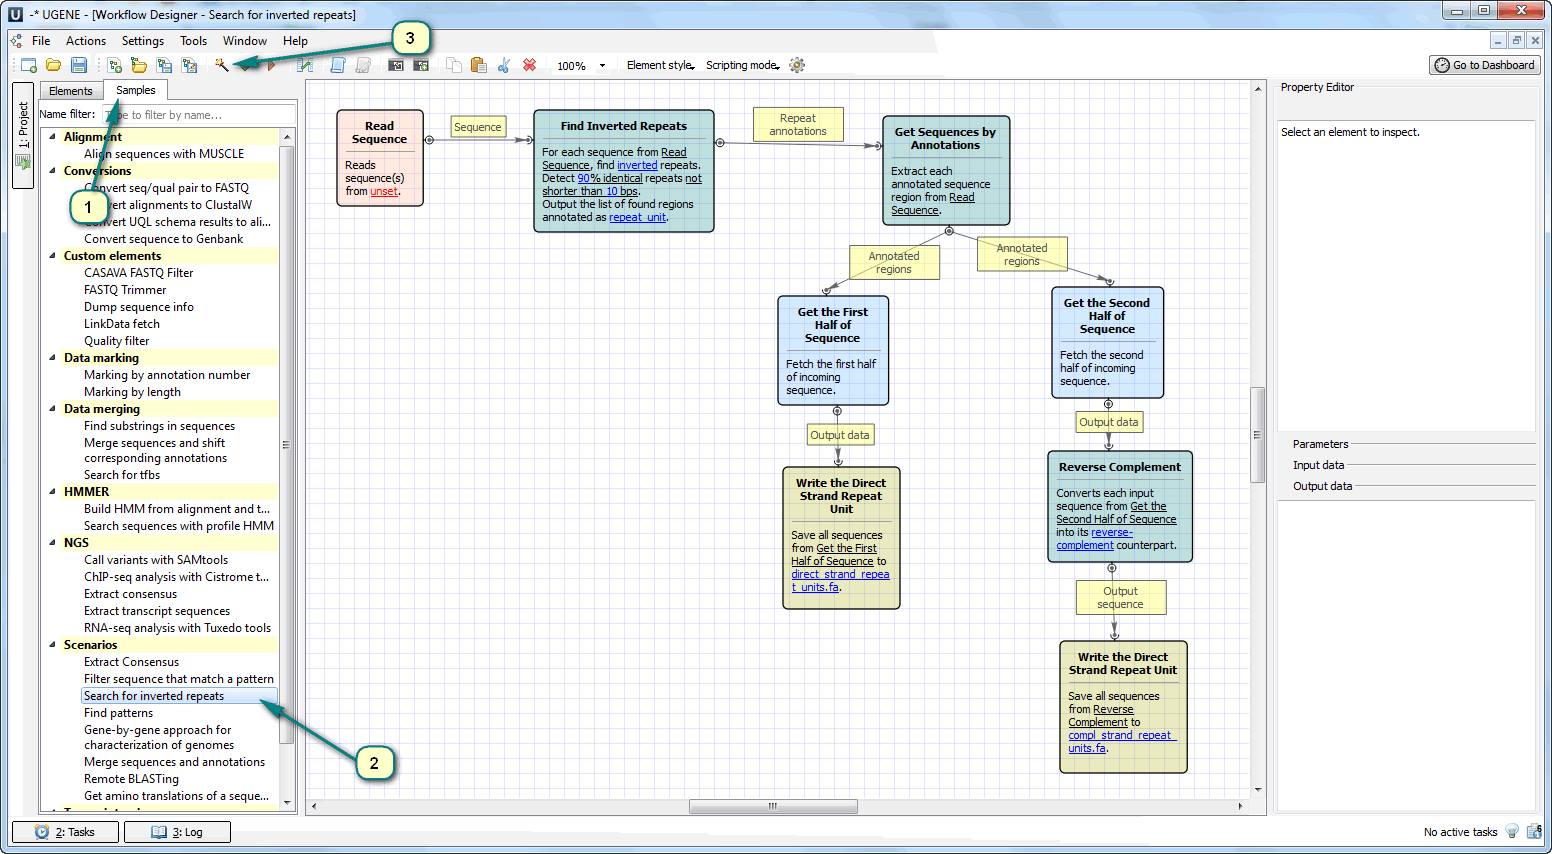 -* UGENE - [Workflow Designer - Search for inverted repeats]
File Actions Settings Tools Window Help
3
100% Element style Scripting mode Go to Dashboard
1: Project
Elements Samples
Name filter: Type to filter by name...
Alignment
Align sequences with MUSCLE
Conversions
Convert seq/qual pair to FASTQ
1
alignments to ClustalW
UQL schema results to ali...
Convert sequence to Genbank
Custom elements
CASAVA FASTQ Filter
FASTQ Trimmer
Dump sequence info
LinkData fetch
Quality filter
Data marking
Marking by annotation number
Marking by length
Data merging
Find substrings in sequences
Merge sequences and shift
corresponding annotations
Search for tfbs
HMMER
Build HMM from alignment and t...
Search sequences with profile HMM
NGS
Call variants with SAMtools
ChIP-seq analysis with Cistrome t...
Extract consensus
Extract transcript sequences
RNA-seq analysis with Tuxedo tools
Scenarios
Extract Consensus
Filter sequence that match a pattern
Search for inverted repeats
Find patterns
Gene-by-gene approach for
characterization of genomes
Merge sequences and annotations
Remote BLASTing
Get amino translations of a seque...
2
Read
Sequence
Reads
sequence(s)
from unset.
Sequence
Find Inverted Repeats
For each sequence from Read
Sequence, find inverted repeats.
Detect 90% identical repeats not
shorter than 10 bps.
Output the list of found regions
annotated as repeat_unit.
Repeat
annotations
Get Sequences by
Annotations
Extract each
annotated sequence
region from Read
Sequence.
Annotated
regions
Annotated
regions
Get the First
Half of
Sequence
Fetch the first half
of incoming
sequence.
Output data
Write the Direct
Strand Repeat
Unit
Save all sequences
from Get the First
Half of Sequence to
direct_strand_repea
t_units.fa.
Get the Second
Half of
Sequence
Fetch the second
half of incoming
sequence.
Output data
Reverse Complement
Converts each input
sequence from Get the
Second Half of Sequence
into its reverse-
complement counterpart.
Output
sequence
Write the Direct
Strand Repeat Unit
Save all sequences
from Reverse
Complement to
compl_strand_repeat_
units.fa.
Property Editor
Select an element to inspect.
Parameters
Input data
Output data
2: Tasks 3: Log
No active tasks